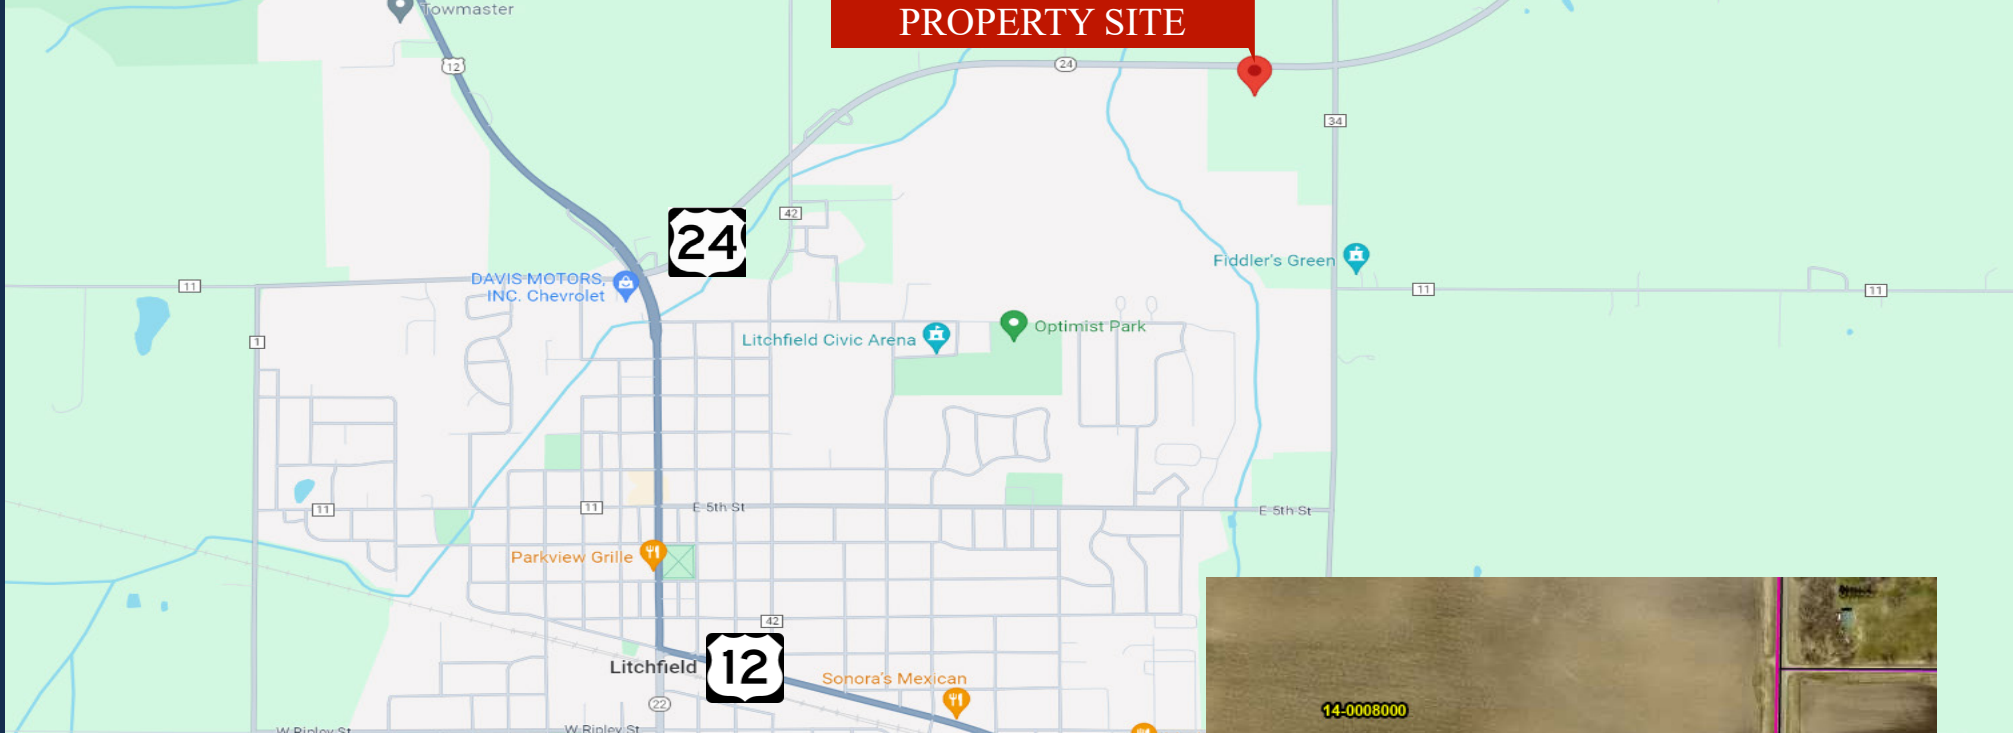 Towmaster
PROPERTY SITE
12
24
34
42
24
Fiddler's Green
DAVIS MOTORS,
INC. Chevrolet
11
11
11
1
Optimist Park
Litchfield Civic Arena
11
11
E 5th St
E 5th St
Parkview Grille
42
Litchfield
12
Sonora's Mexican
22
14-0008000
W Ripley St
W Ripley St